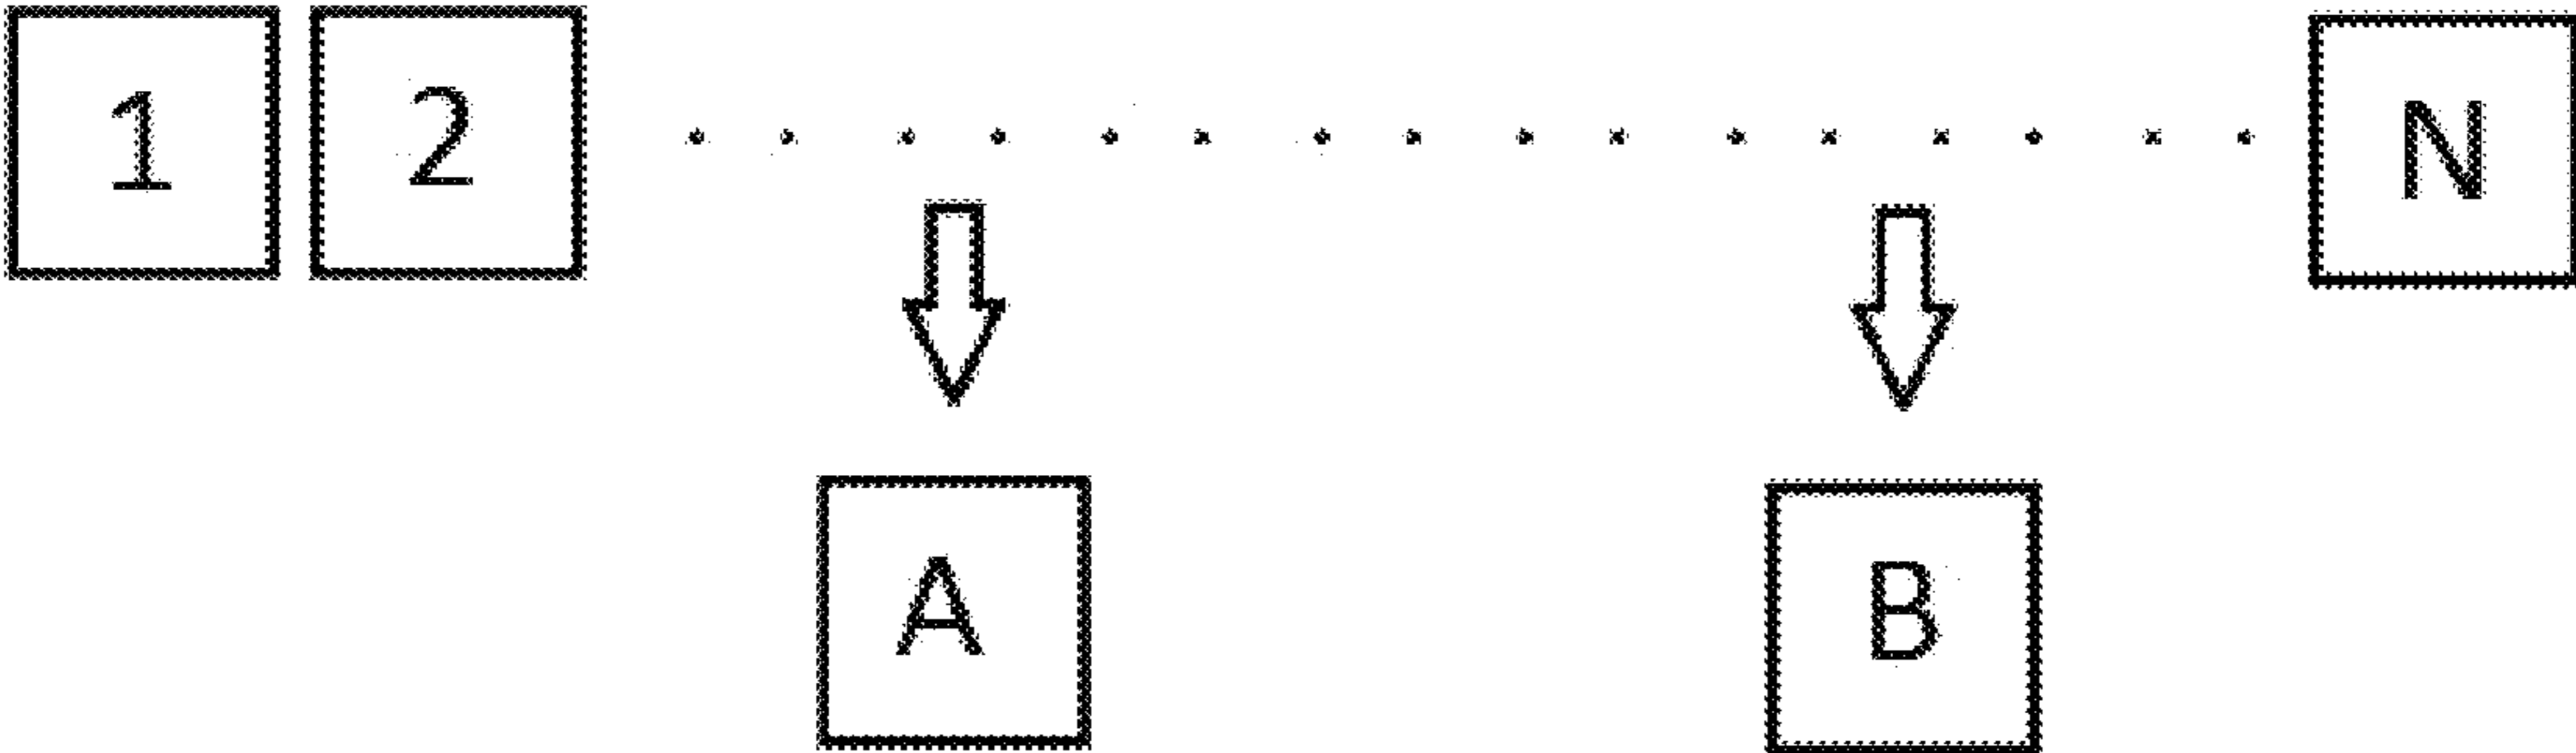 1 2 . . . . . . . . . . . . . . . . N
A B